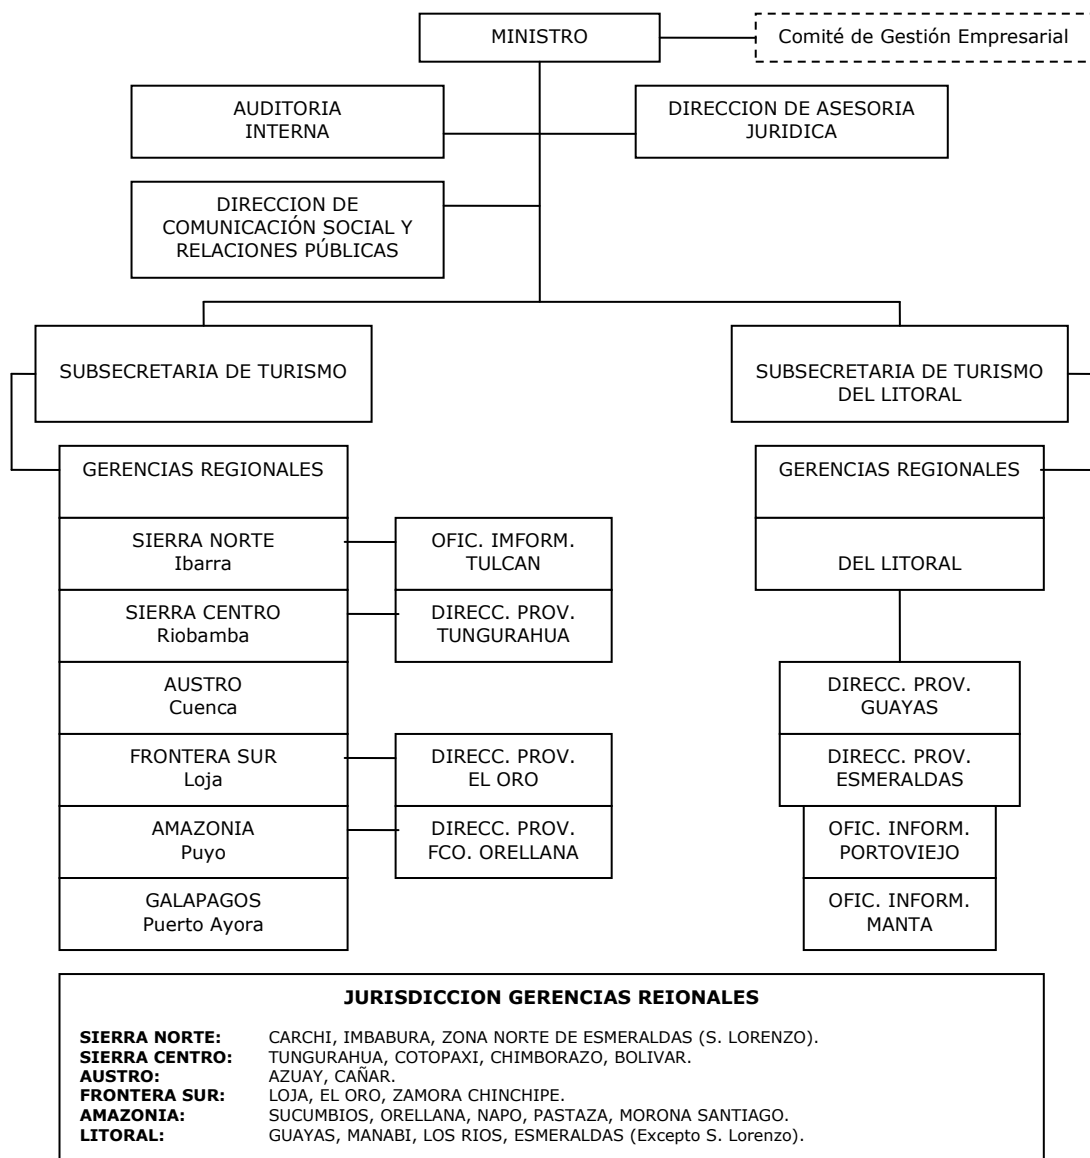 MINISTRO
Comité de Gestión Empresarial
AUDITORIA
INTERNA
DIRECCION DE ASESORIA
JURIDICA
DIRECCION DE
COMUNICACIÓN SOCIAL Y
RELACIONES PÚBLICAS
SUBSECRETARIA DE TURISMO
SUBSECRETARIA DE TURISMO
DEL LITORAL
GERENCIAS REGIONALES
SIERRA NORTE
Ibarra
OFIC. IMFORM.
TULCAN
SIERRA CENTRO
Riobamba
DIRECC. PROV.
TUNGURAHUA
AUSTRO
Cuenca
FRONTERA SUR
Loja
DIRECC. PROV.
EL ORO
AMAZONIA
Puyo
DIRECC. PROV.
FCO. ORELLANA
GALAPAGOS
Puerto Ayora
GERENCIAS REGIONALES
DEL LITORAL
DIRECC. PROV.
GUAYAS
DIRECC. PROV.
ESMERALDAS
OFIC. INFORM.
PORTOVIEJO
OFIC. INFORM.
MANTA
JURISDICCION GERENCIAS REIONALES
SIERRA NORTE: CARCHI, IMBABURA, ZONA NORTE DE ESMERALDAS (S. LORENZO).
SIERRA CENTRO: TUNGURAHUA, COTOPAXI, CHIMBORAZO, BOLIVAR.
AUSTRO: AZUAY, CAÑAR.
FRONTERA SUR: LOJA, EL ORO, ZAMORA CHINCHIPE.
AMAZONIA: SUCUMBIOS, ORELLANA, NAPO, PASTAZA, MORONA SANTIAGO.
LITORAL: GUAYAS, MANABI, LOS RIOS, ESMERALDAS (Excepto S. Lorenzo).